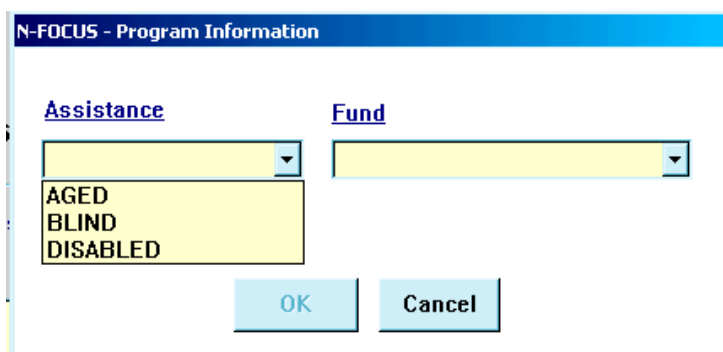 N-FOCUS - Program Information
Assistance
Fund
AGED
BLIND
DISABLED
OK
Cancel